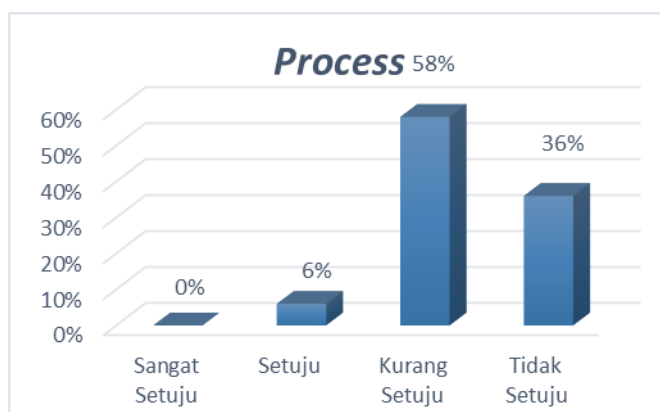 Process
58%
60%
50%
40%
30%
20%
10%
0%
0%
6%
36%
Sangat
Setuju
Setuju
Kurang
Setuju
Tidak
Setuju